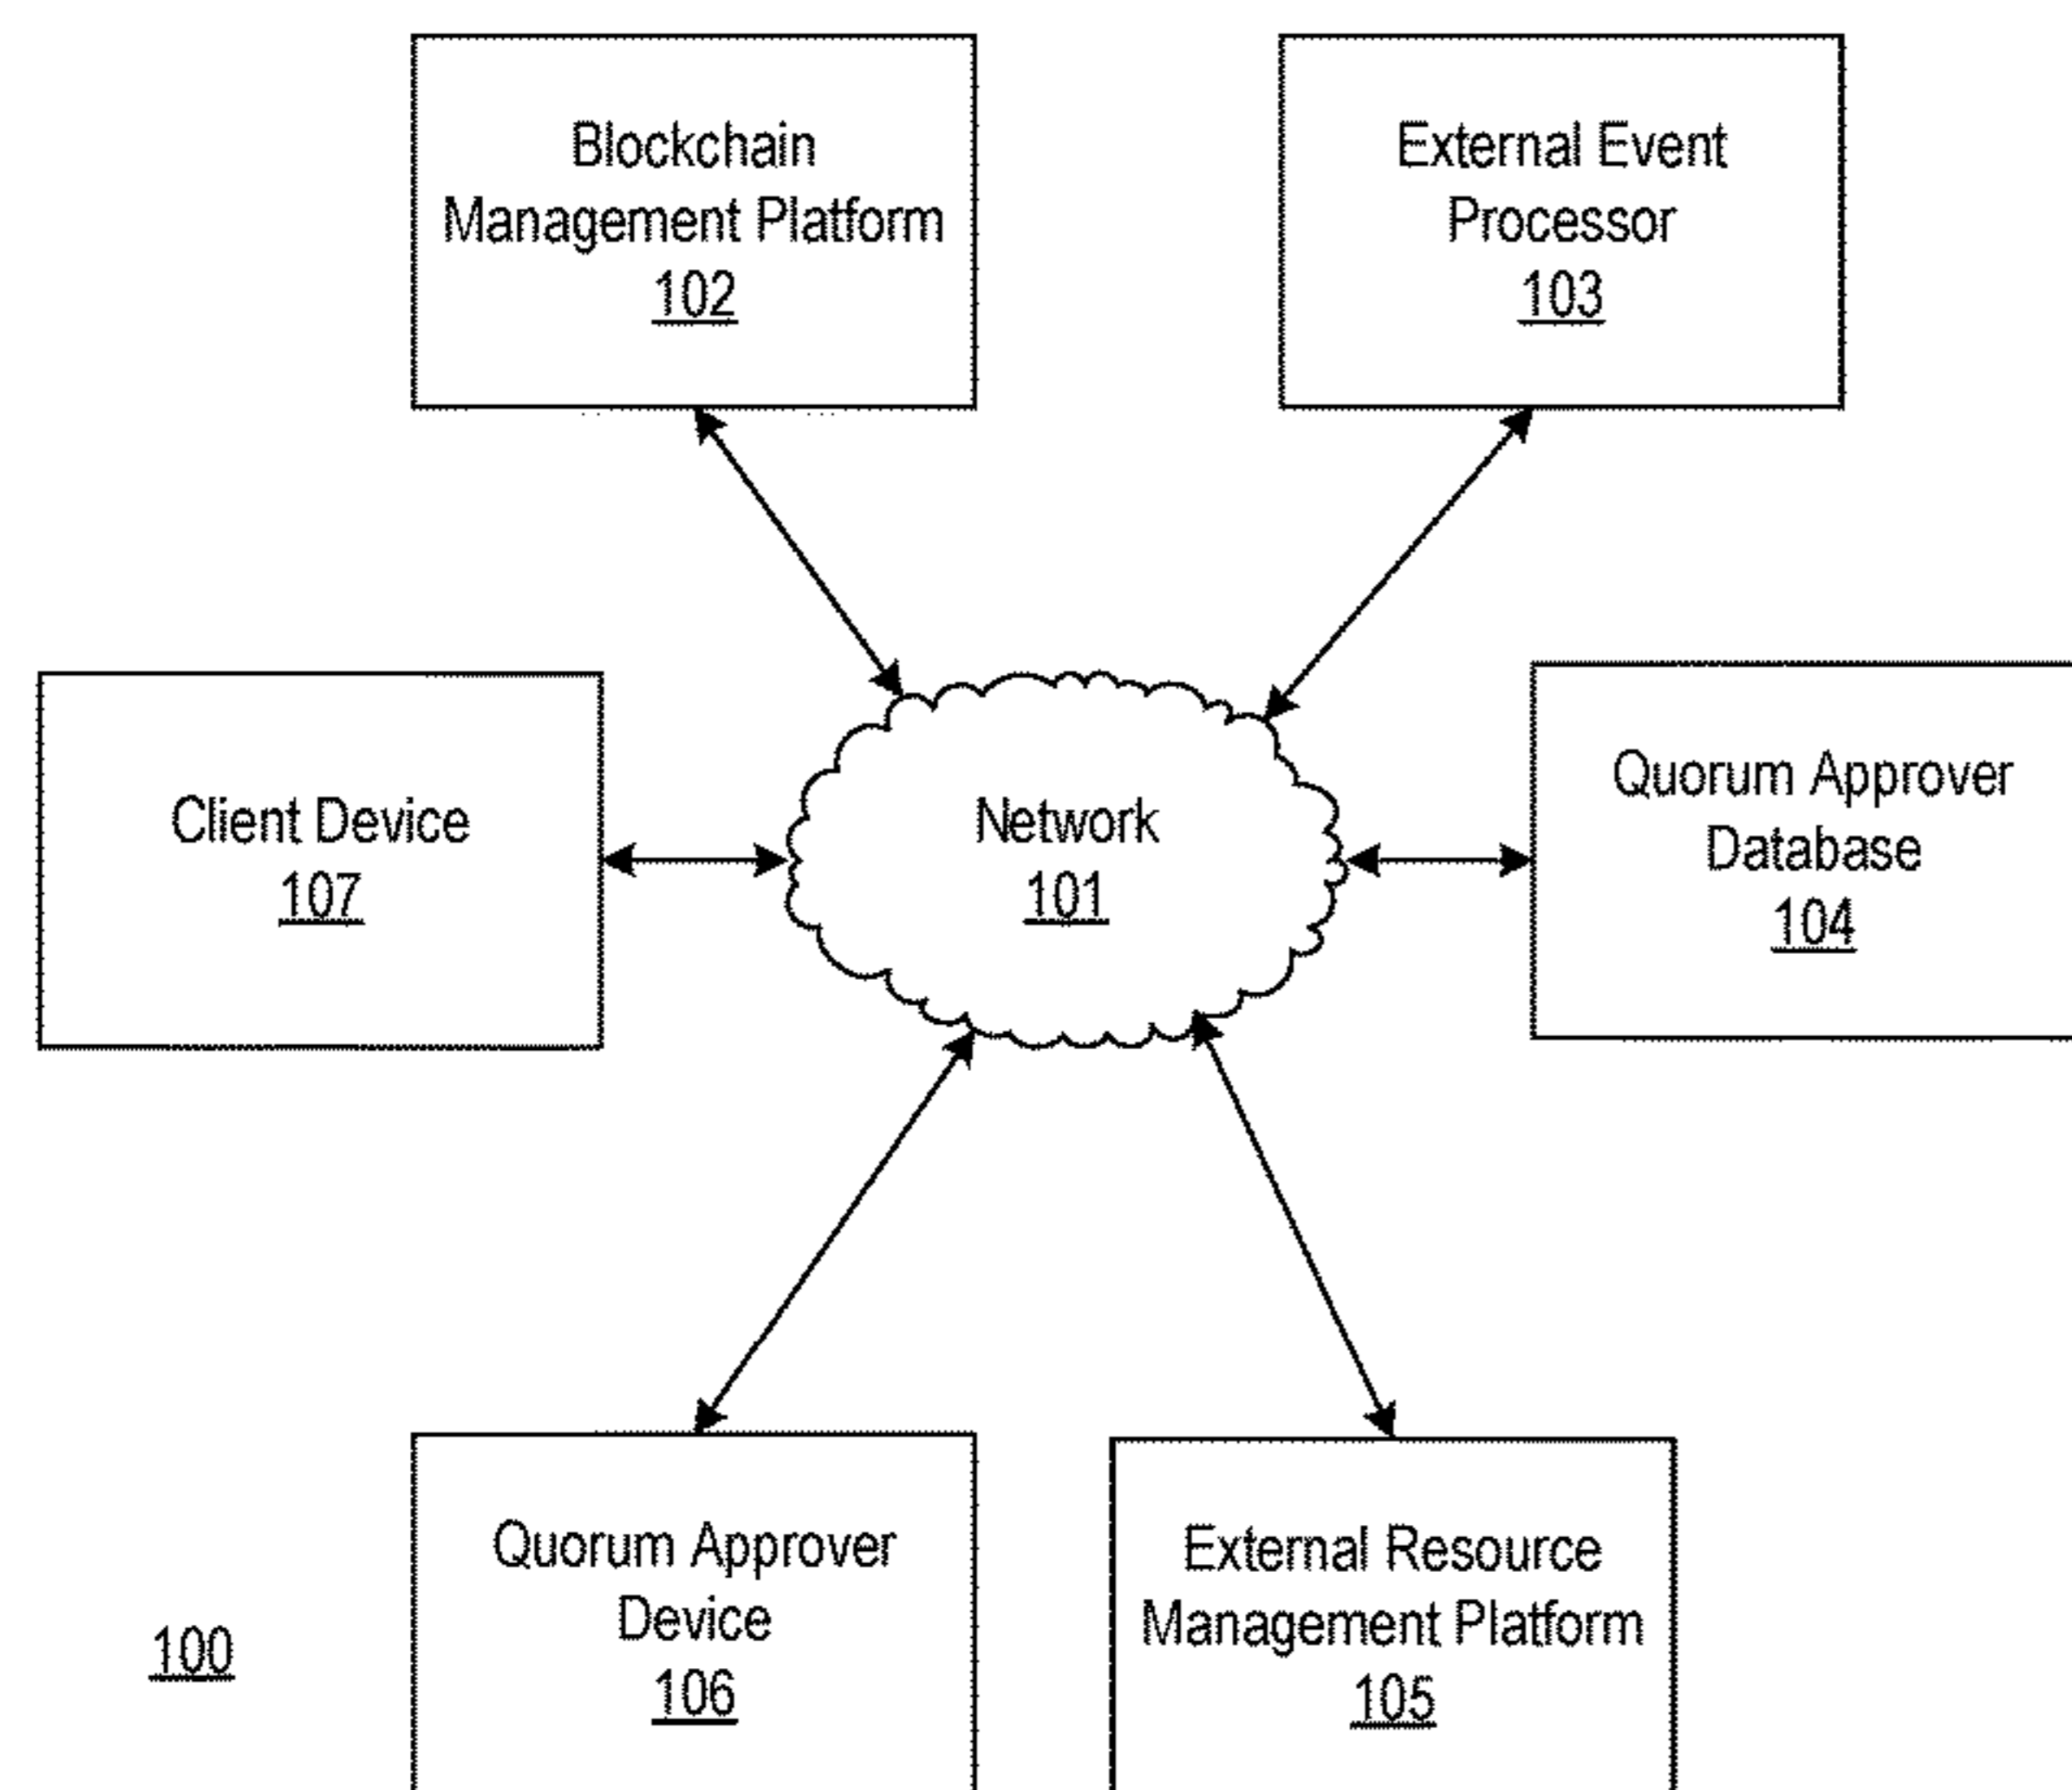 Blockchain
Management Platform
102
External Event
Processor
103
Client Device
107
Network
101
Quorum Approver
Database
104
Quorum Approver
Device
106
External Resource
Management Platform
105
100